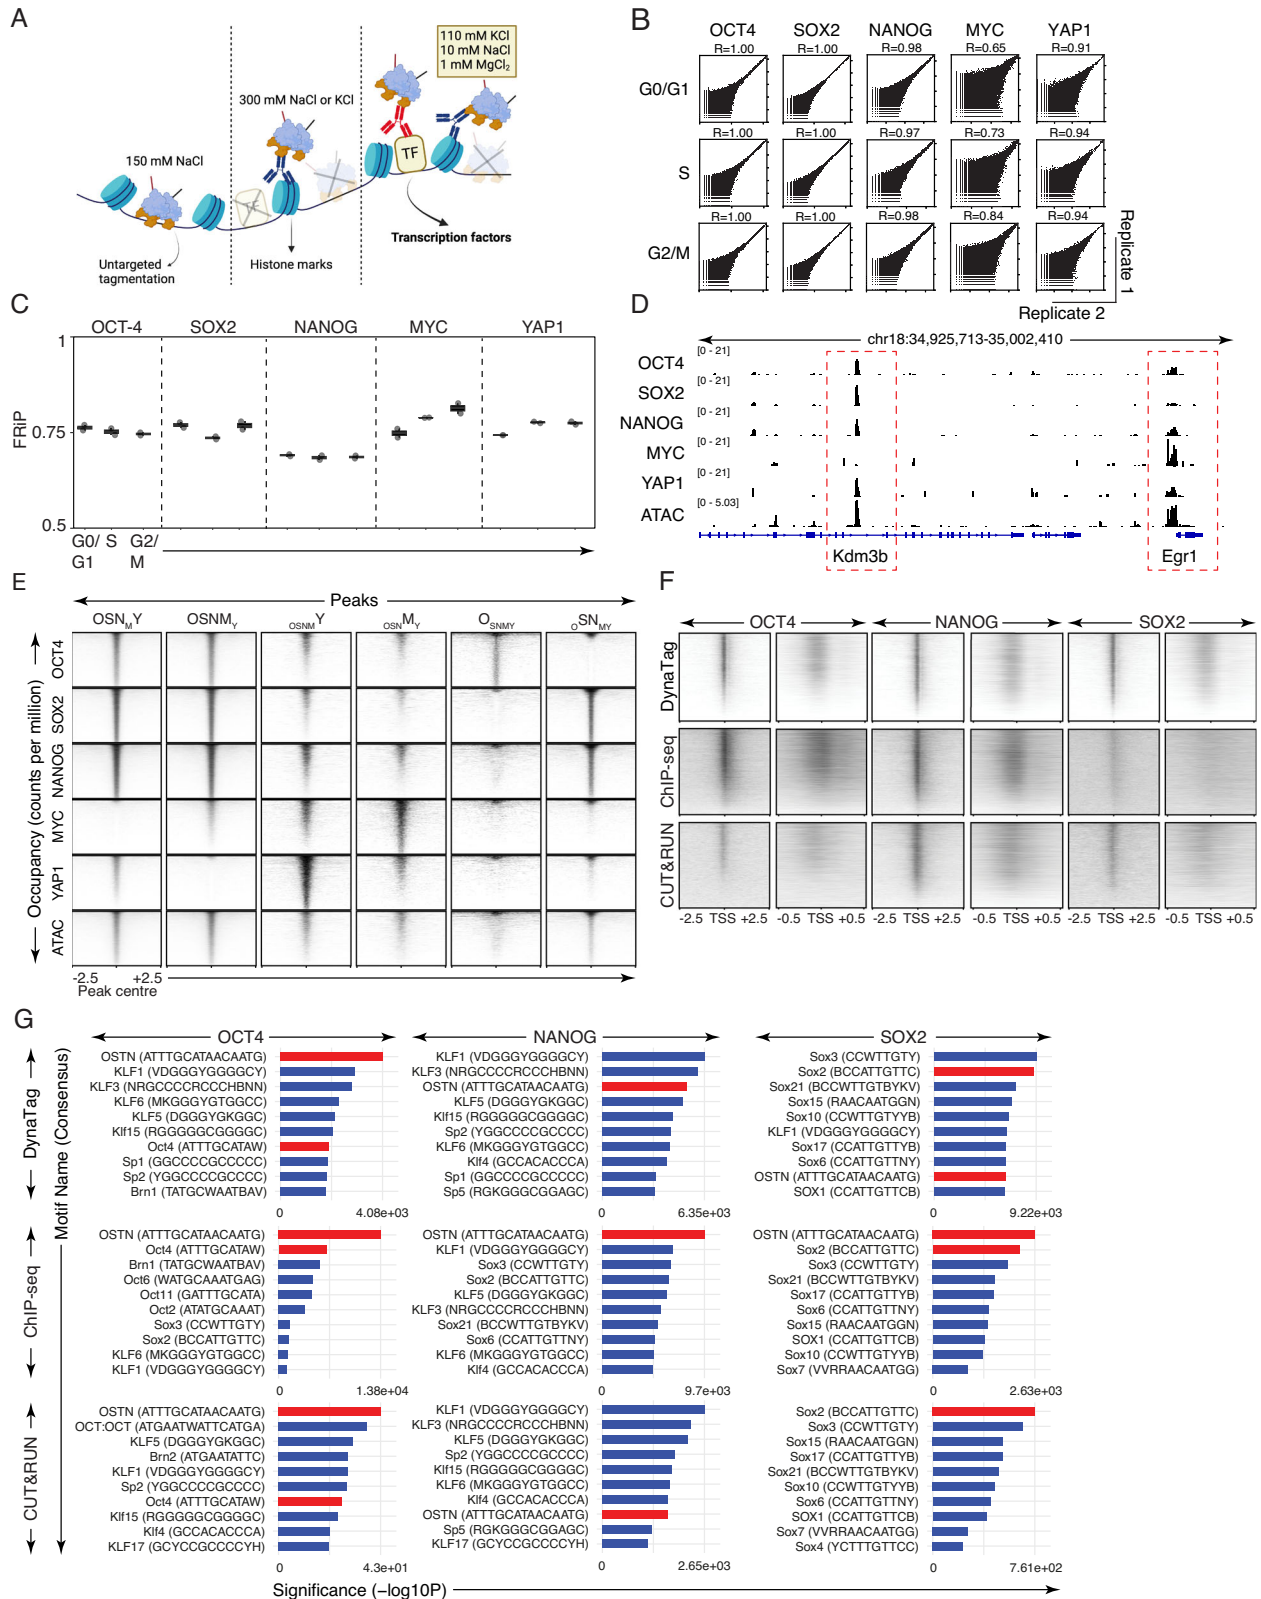 A
150 mM NaCl
300 mM NaCl or KCl
110 mM KCl
10 mM NaCl
1 mM MgCl₂
TF
TF
Untargeted
tagmentation
Histone marks
Transcription factors
B
OCT4 SOX2 NANOG MYC YAP1
R=1.00 R=1.00 R=0.98 R=0.65 R=0.91
G0/G1
R=1.00 R=1.00 R=0.97 R=0.73 R=0.94
S
R=1.00 R=1.00 R=0.98 R=0.84 R=0.94
G2/M
Replicate 1
Replicate 2
C
OCT-4 SOX2 NANOG MYC YAP1
1
0.75
0.5
FRiP
G0/ S G2/
G1 M
D
chr18:34,925,713-35,002,410
OCT4 [0 - 21]
SOX2 [0 - 21]
NANOG [0 - 21]
MYC [0 - 21]
YAP1 [0 - 21]
ATAC [0 - 5.03]
Kdm3b Egr1
E
Peaks
OSNMY OSNMY OSNMY OSNMY OSNMY OSNMY
Occupancy (counts per million)
OCT4
SOX2
NANOG
MYC
YAP1
ATAC
-2.5 +2.5
Peak centre
F
OCT4 NANOG SOX2
DynaTag
ChIP-seq
CUT&RUN
-2.5 TSS +2.5 -0.5 TSS +0.5 -2.5 TSS +2.5 -0.5 TSS +0.5 -2.5 TSS +2.5 -0.5 TSS +0.5
G
Motif Name (Consensus)
OCT4 NANOG SOX2
DynaTag
OSTN (ATTTGCATAACAATG)
KLF1 (VDGGGYGGGGCY)
KLF3 (NRGCCCCRCCCHBNN)
KLF6 (MKGGGYGTGGCC)
KLF5 (DGGGYGKGGC)
Klf15 (RGGGGGCGGGGC)
Oct4 (ATTTGCATAW)
Sp1 (GGCCCCGCCCCC)
Sp2 (YGGCCCCGCCCC)
Brn1 (TATGCWAATBAV)
0 4.08e+03
KLF1 (VDGGGYGGGGCY)
KLF3 (NRGCCCCRCCCHBNN)
OSTN (ATTTGCATAACAATG)
KLF5 (DGGGYGKGGC)
Klf15 (RGGGGGCGGGGC)
Sp2 (YGGCCCCGCCCC)
KLF6 (MKGGGYGTGGCC)
Klf4 (GCCACACCCA)
Sp1 (GGCCCCGCCCCC)
Sp5 (RGKGGGCGGAGC)
0 6.35e+03
Sox3 (CCWTTGTY)
Sox2 (BCCATTGTTC)
Sox21 (BCCWTTGTBYKV)
Sox15 (RAACAATGGN)
Sox10 (CCWTTGTYYB)
KLF1 (VDGGGYGGGGCY)
Sox17 (CCATTGTTYB)
Sox6 (CCATTGTTNY)
OSTN (ATTTGCATAACAATG)
SOX1 (CCATTGTTCB)
0 9.22e+03
ChIP-seq
OSTN (ATTTGCATAACAATG)
Oct4 (ATTTGCATAW)
Brn1 (TATGCWAATBAV)
Oct6 (WATGCAAATGAG)
Oct11 (GATTTGCATA)
Oct2 (ATATGCAAAT)
Sox3 (CCWTTGTY)
Sox2 (BCCATTGTTC)
KLF6 (MKGGGYGTGGCC)
KLF1 (VDGGGYGGGGCY)
0 1.38e+04
OSTN (ATTTGCATAACAATG)
KLF1 (VDGGGYGGGGCY)
Sox3 (CCWTTGTY)
Sox2 (BCCATTGTTC)
KLF5 (DGGGYGKGGC)
KLF3 (NRGCCCCRCCCHBNN)
Sox21 (BCCWTTGTBYKV)
Sox6 (CCATTGTTNY)
KLF6 (MKGGGYGTGGCC)
Klf4 (GCCACACCCA)
0 9.7e+03
OSTN (ATTTGCATAACAATG)
Sox2 (BCCATTGTTC)
Sox3 (CCWTTGTY)
Sox21 (BCCWTTGTBYKV)
Sox17 (CCATTGTTYB)
Sox6 (CCATTGTTNY)
Sox15 (RAACAATGGN)
SOX1 (CCATTGTTCB)
Sox10 (CCWTTGTYYB)
Sox7 (VVRRAACAATGG)
0 2.63e+03
CUT&RUN
OSTN (ATTTGCATAACAATG)
OCT:OCT (ATGAATWATTCATGA)
KLF5 (DGGGYGKGGC)
Brn2 (ATGAATATTC)
KLF1 (VDGGGYGGGGCY)
Sp2 (YGGCCCCGCCCC)
Oct4 (ATTTGCATAW)
Klf15 (RGGGGGCGGGGC)
Klf4 (GCCACACCCA)
KLF17 (GCYCCGCCCCYH)
0 4.3e+01
KLF1 (VDGGGYGGGGCY)
KLF3 (NRGCCCCRCCCHBNN)
KLF5 (DGGGYGKGGC)
Sp2 (YGGCCCCGCCCC)
Klf15 (RGGGGGCGGGGC)
KLF6 (MKGGGYGTGGCC)
Klf4 (GCCACACCCA)
OSTN (ATTTGCATAACAATG)
Sp5 (RGKGGGCGGAGC)
KLF17 (GCYCCGCCCCYH)
0 2.65e+03
Sox2 (BCCATTGTTC)
Sox3 (CCWTTGTY)
Sox15 (RAACAATGGN)
Sox17 (CCATTGTTYB)
Sox21 (BCCWTTGTBYKV)
Sox10 (CCWTTGTYYB)
Sox6 (CCATTGTTNY)
SOX1 (CCATTGTTCB)
Sox7 (VVRRAACAATGG)
Sox4 (YCTTTGTTCC)
0 7.61e+02
Significance (−log10P)